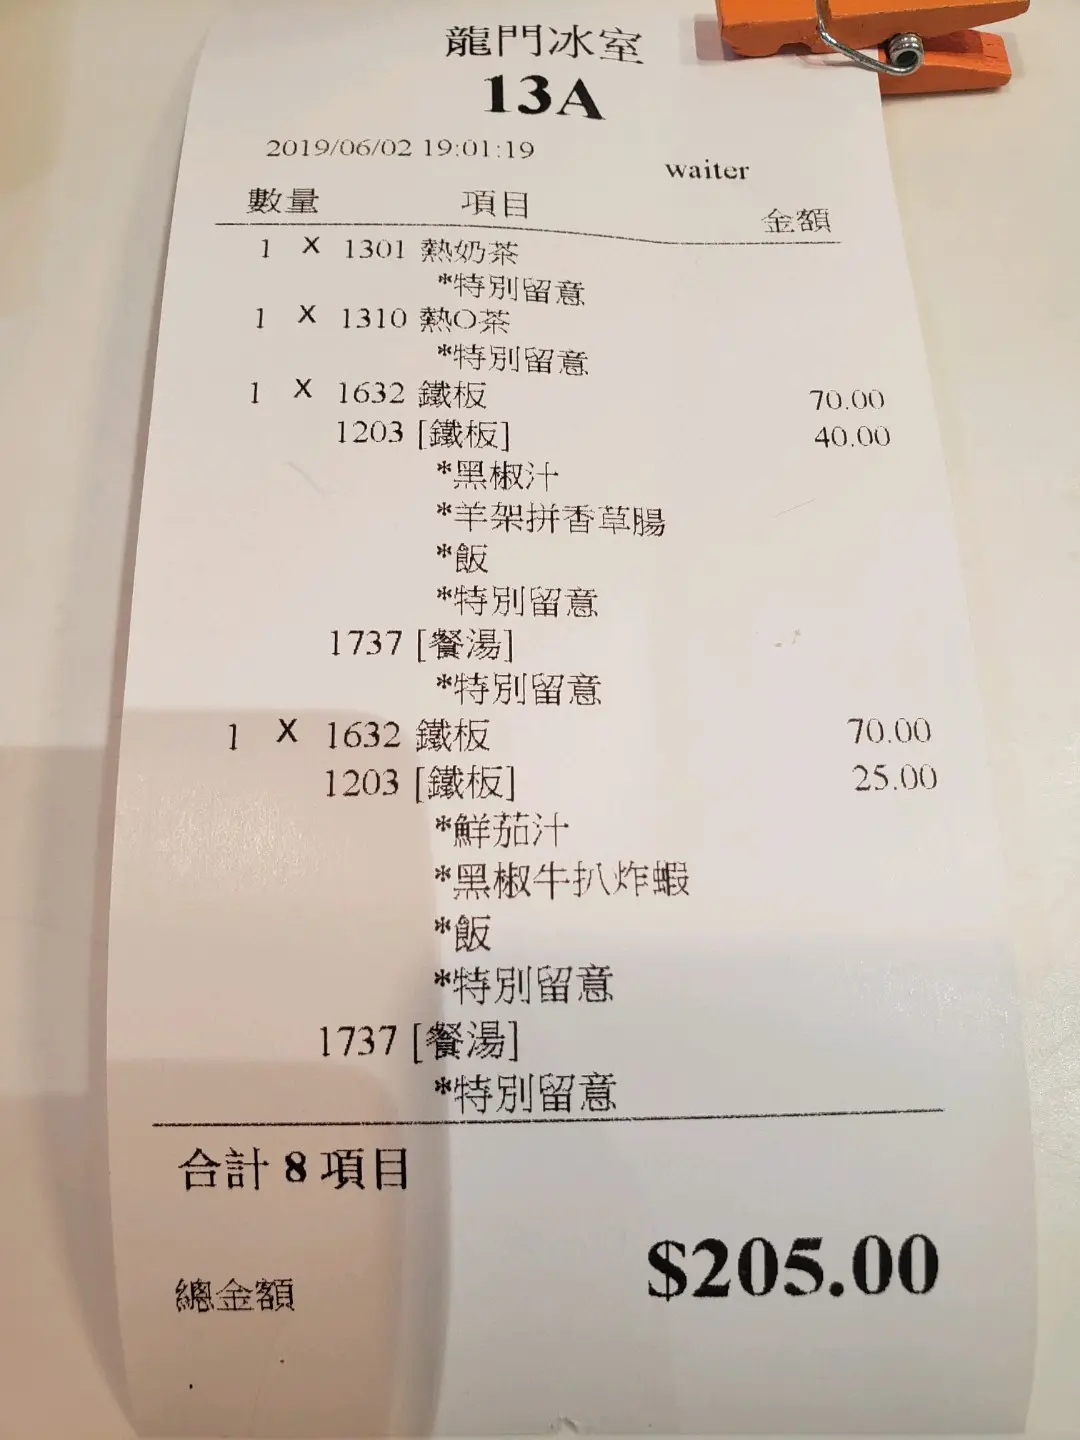 龍門冰室
13A
2019/06/02 19:01:19 waiter
數量 項目 金額
1 X 1301 熱奶茶
*特別留意
1 X 1310 熱O茶
*特別留意
1 X 1632 鐵板 70.00
1203 [鐵板] 40.00
*黑椒汁
*羊架拼香草腸
*飯
*特別留意
1737 [餐湯]
*特別留意
1 X 1632 鐵板 70.00
1203 [鐵板] 25.00
*鮮茄汁
*黑椒牛扒炸蝦
*飯
*特別留意
1737 [餐湯]
*特別留意
合計 8 項目
總金額 $205.00